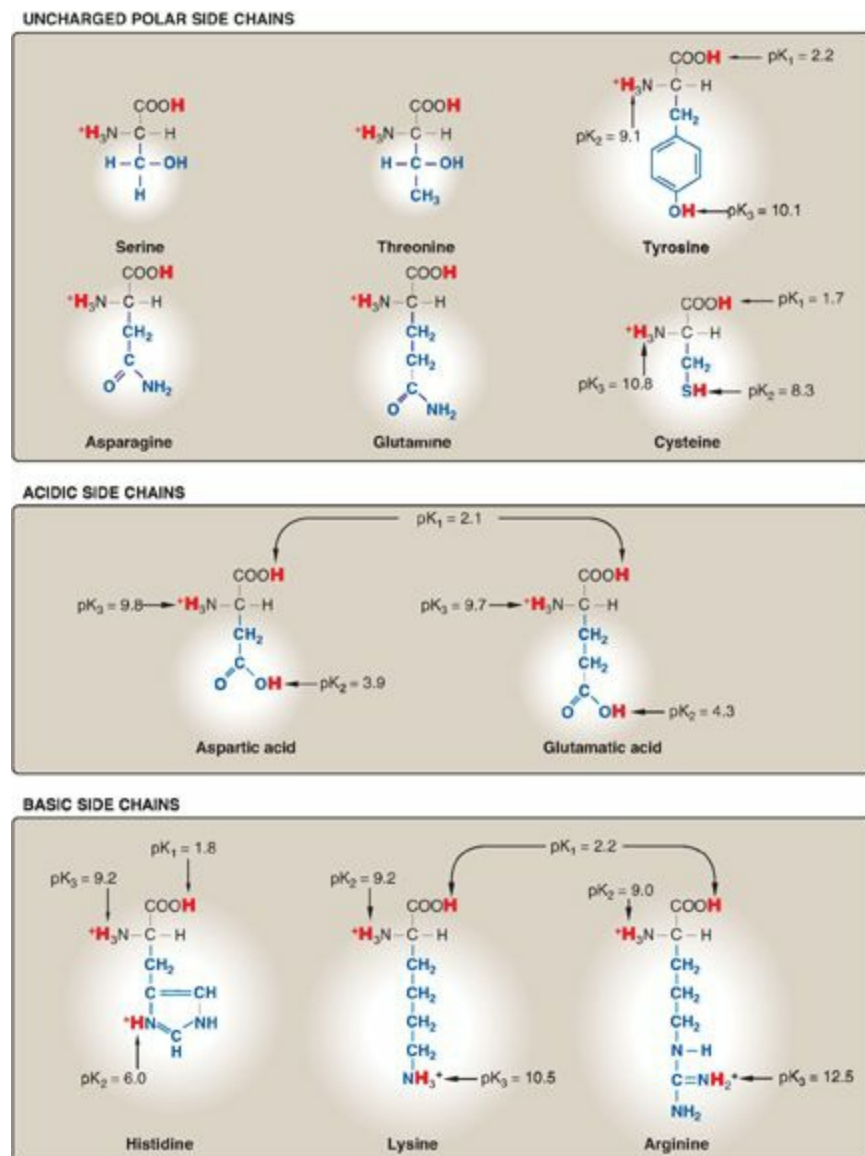 UNCHARGED POLAR SIDE CHAINS
COOH
⁺H₃N–C–H
H–C–OH
H
Serine
COOH
⁺H₃N–C–H
H–C–OH
CH₃
Threonine
COOH
pK₁ = 2.2
⁺H₃N–C–H
CH₂
pK₂ = 9.1
OH
pK₃ = 10.1
Tyrosine
COOH
⁺H₃N–C–H
CH₂
C
O NH₂
Asparagine
COOH
⁺H₃N–C–H
CH₂
CH₂
C
O NH₂
Glutamine
COOH
pK₁ = 1.7
⁺H₃N–C–H
CH₂
pK₃ = 10.8
SH
pK₂ = 8.3
Cysteine
ACIDIC SIDE CHAINS
pK₁ = 2.1
COOH
pK₃ = 9.8
⁺H₃N–C–H
CH₂
C
O OH
pK₂ = 3.9
Aspartic acid
COOH
pK₃ = 9.7
⁺H₃N–C–H
CH₂
CH₂
C
O OH
pK₂ = 4.3
Glutamatic acid
BASIC SIDE CHAINS
pK₁ = 1.8
pK₃ = 9.2
COOH
⁺H₃N–C–H
CH₂
C CH
⁺HN NH
C
H
pK₂ = 6.0
Histidine
pK₁ = 2.2
pK₂ = 9.2
COOH
⁺H₃N–C–H
CH₂
CH₂
CH₂
CH₂
NH₃⁺
pK₃ = 10.5
Lysine
pK₂ = 9.0
COOH
⁺H₃N–C–H
CH₂
CH₂
CH₂
N–H
C=NH₂⁺
pK₃ = 12.5
NH₂
Arginine